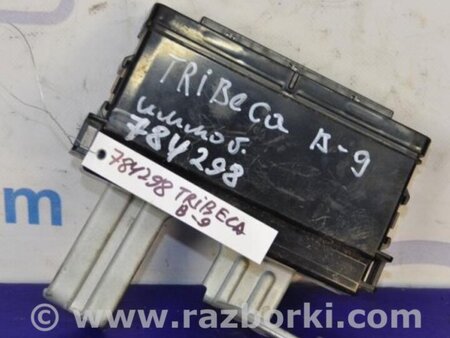 TRiBeCa B-9
иммоб.
784298
784298 TRiBECA
B-9
© www.razborki.com